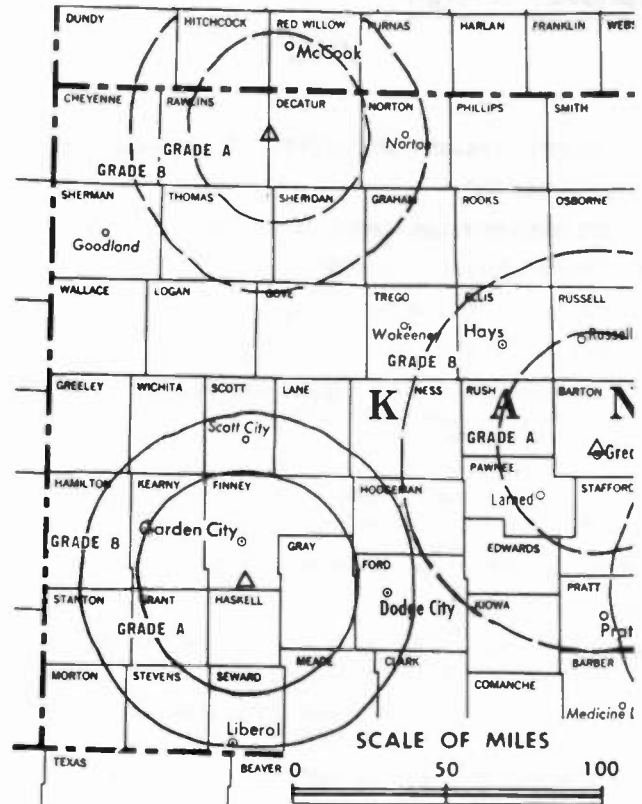 DUNDY HITCHCOCK RED WILLOW FURNAS HARLAN FRANKLIN WEBS
McCook
CHEYENNE RAWLINS DECATUR NORTON PHILLIPS SMITH
Norton
GRADE A
GRADE B
SHERMAN THOMAS SHERIDAN GRAHAM ROOKS OSBORNE
Goodland
WALLACE LOGAN GOVE TREGO ELLIS RUSSELL
Wakeeney Hays Russell
GRADE B
GREELEY WICHITA SCOTT LANE NESS RUSH BARTON
K A N
Scott City
GRADE A
Grea
PAWNEE
HAMILTON KEARNY FINNEY HODGEMAN Larned STAFFORD
Garden City
GRADE B
GRAY
EDWARDS
FORD
PRATT
STANTON GRANT HASKELL Dodge City KIOWA
GRADE A
Prat
MORTON STEVENS SEWARD MEADE CLARK BARBER
COMANCHE
Medicine L
Liberal
SCALE OF MILES
TEXAS BEAVER
0 50 100